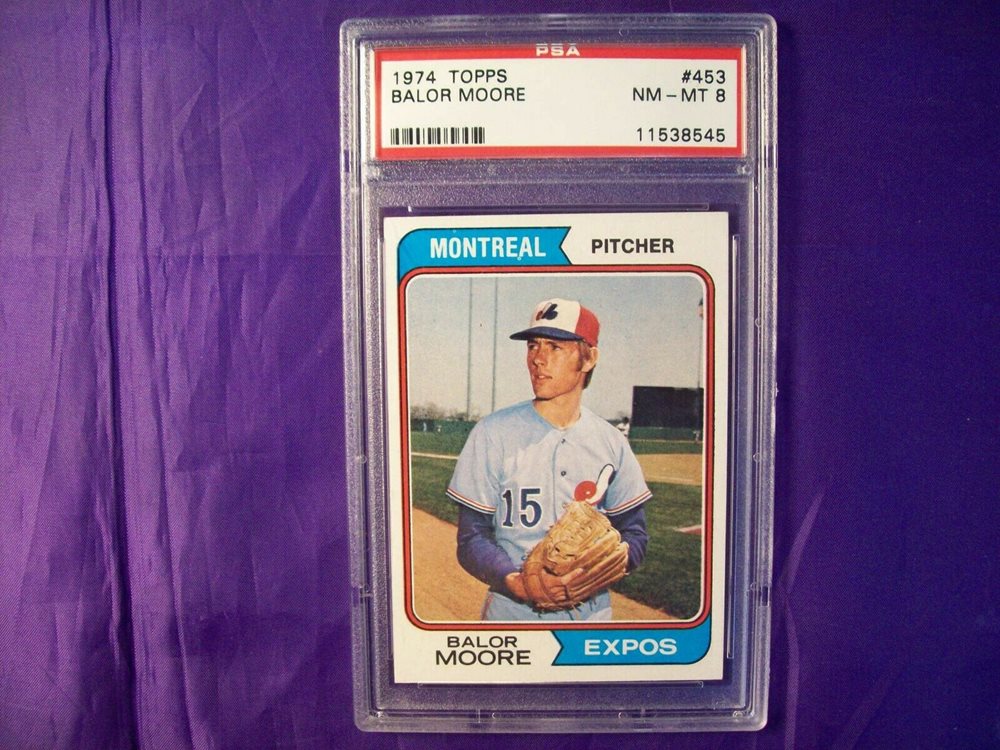 PSA
1974 TOPPS #453
BALOR MOORE NM - MT 8
11538545
MONTREAL PITCHER
15
BALOR
MOORE
EXPOS